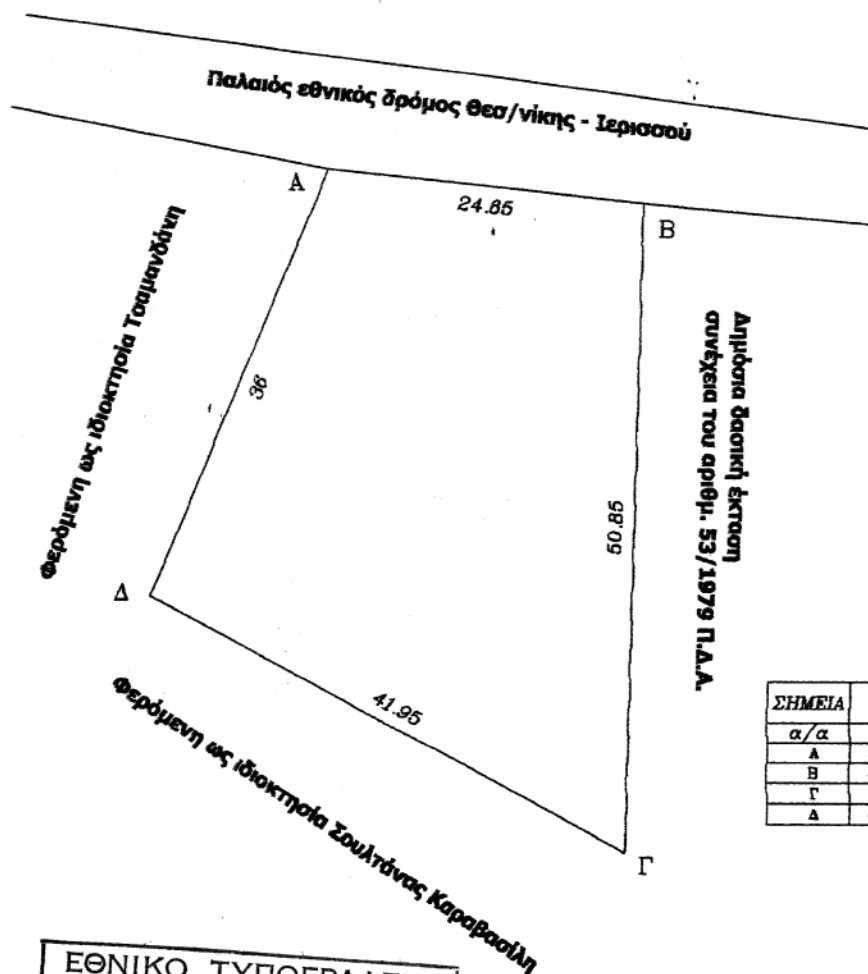 Παλαιός εθνικός δρόμος Θεσ/νίκης - Ιερισσού
Α
24.85
Β
Φερόμενη ως ιδιοκτησία Τσαμανδάνη
36
Δημόσια δασική έκταση
συνέχεια του αριθμ. 53/1979 Π.Δ.Α.
50.85
Δ
41.95
Φερόμενη ως ιδιοκτησία Σουλτάνας Καραβασίλη
ΣΗΜΕΙΑ
α/α
Α
Β
Γ
Δ
Γ
ΕΘΝΙΚΟ